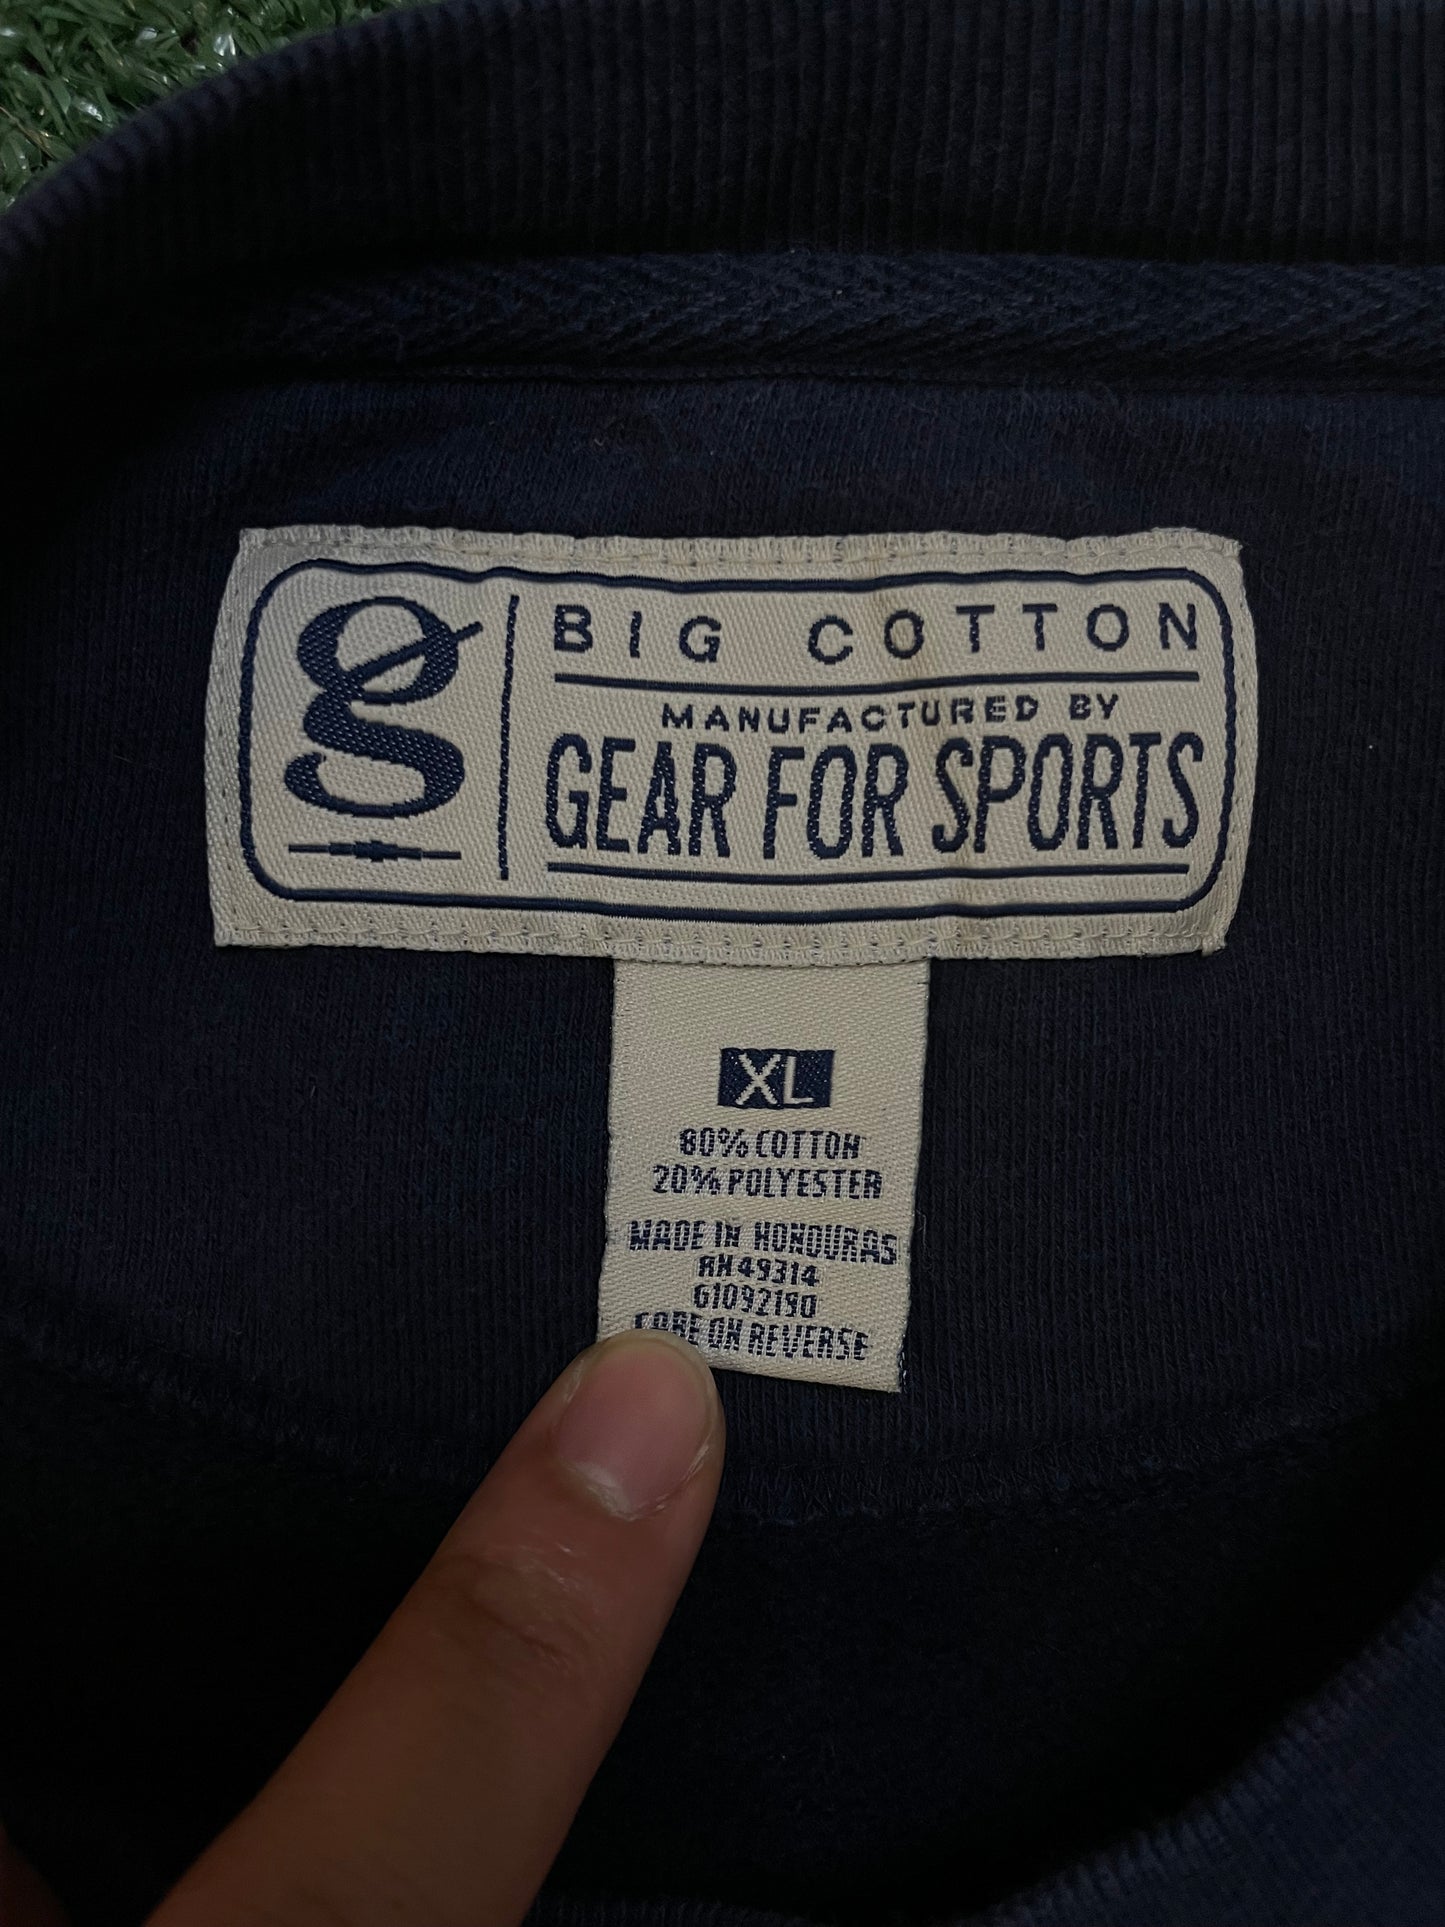 g
BIG COTTON
MANUFACTURED BY
GEAR FOR SPORTS
XL
80% COTTON
20% POLYESTER
MADE IN HONDURAS
RN 49314
G1092190
CARE ON REVERSE